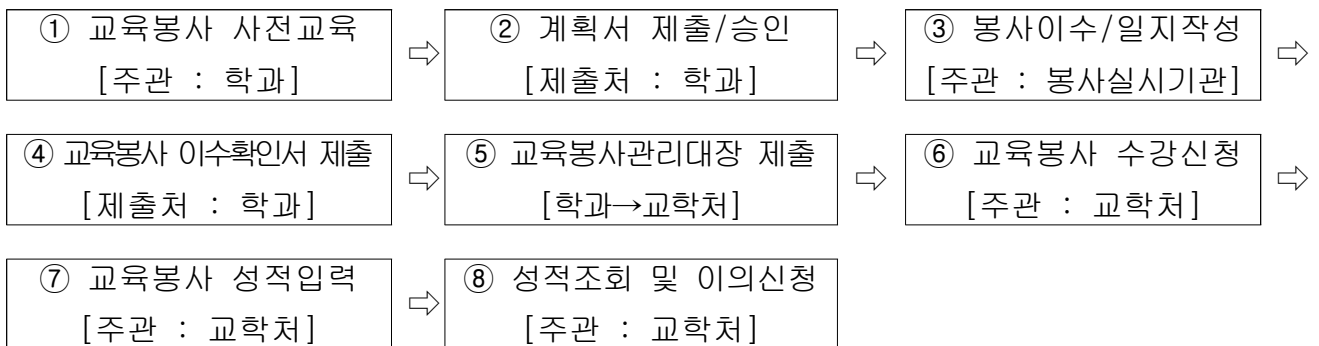 ① 교육봉사 사전교육
[주관 : 학과]
⇨
② 계획서 제출/승인
[제출처 : 학과]
⇨
③ 봉사이수/일지작성
[주관 : 봉사실시기관]
⇨
④ 교육봉사 이수확인서 제출
[제출처 : 학과]
⇨
⑤ 교육봉사관리대장 제출
[학과→교학처]
⇨
⑥ 교육봉사 수강신청
[주관 : 교학처]
⇨
⑦ 교육봉사 성적입력
[주관 : 교학처]
⇨
⑧ 성적조회 및 이의신청
[주관 : 교학처]